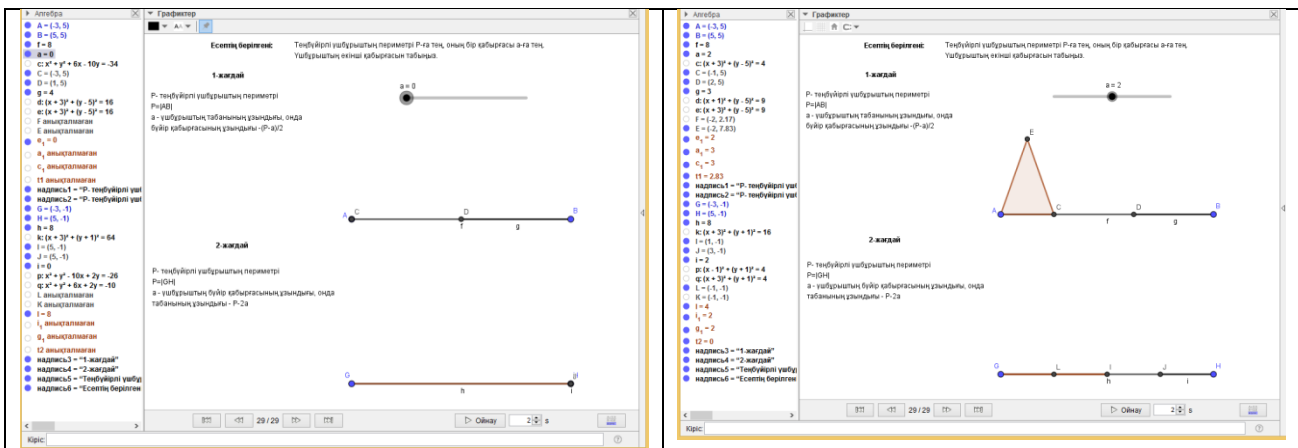 Алгебра
A = (-3, 5)
B = (5, 5)
f = 8
a = 0
c: x² + y² + 6x - 10y = -34
C = (-3, 5)
D = (1, 5)
g = 4
d: (x + 3)² + (y - 5)² = 16
e: (x + 3)² + (y - 5)² = 16
F анықталмаған
E анықталмаған
e₁ = 0
a₁ анықталмаған
c₁ анықталмаған
t1 анықталмаған
надпись1 = "P- теңбүйірлі үшб
надпись2 = "P- теңбүйірлі үшб
G = (-3, -1)
H = (5, -1)
h = 8
k: (x + 3)² + (y + 1)² = 64
I = (5, -1)
J = (5, -1)
i = 0
p: x² + y² - 10x + 2y = -26
q: x² + y² + 6x + 2y = -10
L анықталмаған
K анықталмаған
l = 8
i₁ анықталмаған
g₁ анықталмаған
t2 анықталмаған
надпись3 = "1-жағдай"
надпись4 = "2-жағдай"
надпись5 = "Теңбүйірлі үшбұ
надпись6 = "Есептің берілген
Графиктер
Есептің берілгені:
Теңбүйірлі үшбұрыштың периметрі P-ға тең, оның бір қабырғасы a-ға тең.
Үшбұрыштың екінші қабырғасын табыңыз.
1-жағдай
a = 0
P- теңбүйірлі үшбұрыштың периметрі
P=|AB|
a - үшбұрыштың табанының ұзындығы, онда
бүйір қабырғасының ұзындығы -(P-a)/2
A C D B
f g
2-жағдай
P- теңбүйірлі үшбұрыштың периметрі
P=|GH|
a - үшбұрыштың бүйір қабырғасының ұзындығы, онда
табанының ұзындығы - P-2a
G
h i
29 / 29
Ойнау
2 s
Кіріс:
Алгебра
A = (-3, 5)
B = (5, 5)
f = 8
a = 2
c: (x + 3)² + (y - 5)² = 4
C = (-1, 5)
D = (2, 5)
g = 3
d: (x + 1)² + (y - 5)² = 9
e: (x + 3)² + (y - 5)² = 9
F = (-2, 2.17)
E = (-2, 7.83)
e₁ = 2
a₁ = 3
c₁ = 3
t1 = 2.83
надпись1 = "P- теңбүйірлі үшб
надпись2 = "P- теңбүйірлі үшб
G = (-3, -1)
H = (5, -1)
h = 8
k: (x + 3)² + (y + 1)² = 16
I = (1, -1)
J = (3, -1)
i = 2
p: (x - 1)² + (y + 1)² = 4
q: (x + 3)² + (y + 1)² = 4
L = (-1, -1)
K = (-1, -1)
l = 4
i₁ = 2
g₁ = 2
t2 = 0
надпись3 = "1-жағдай"
надпись4 = "2-жағдай"
надпись5 = "Теңбүйірлі үшбұ
надпись6 = "Есептің берілген
Графиктер
Есептің берілгені:
Теңбүйірлі үшбұрыштың периметрі P-ға тең, оның бір қабырғасы a-ға тең.
Үшбұрыштың екінші қабырғасын табыңыз.
1-жағдай
a = 2
P- теңбүйірлі үшбұрыштың периметрі
P=|AB|
a - үшбұрыштың табанының ұзындығы, онда
бүйір қабырғасының ұзындығы -(P-a)/2
E
A C D B
f g
2-жағдай
P- теңбүйірлі үшбұрыштың периметрі
P=|GH|
a - үшбұрыштың бүйір қабырғасының ұзындығы, онда
табанының ұзындығы - P-2a
G L I J H
h i
29 / 29
Ойнау
2 s
Кіріс: